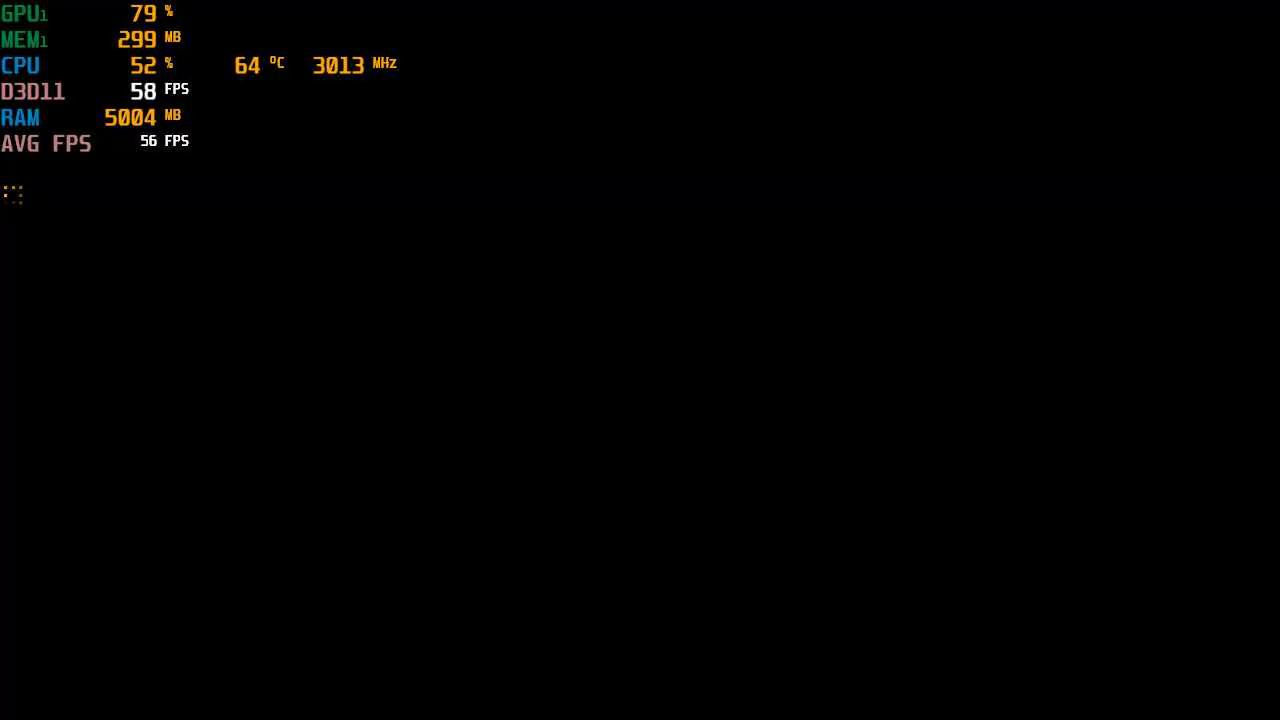 GPU1 79 %
MEM1 299 MB
CPU 52 % 64 °C 3013 MHz
D3D11 58 FPS
RAM 5004 MB
AVG FPS 56 FPS